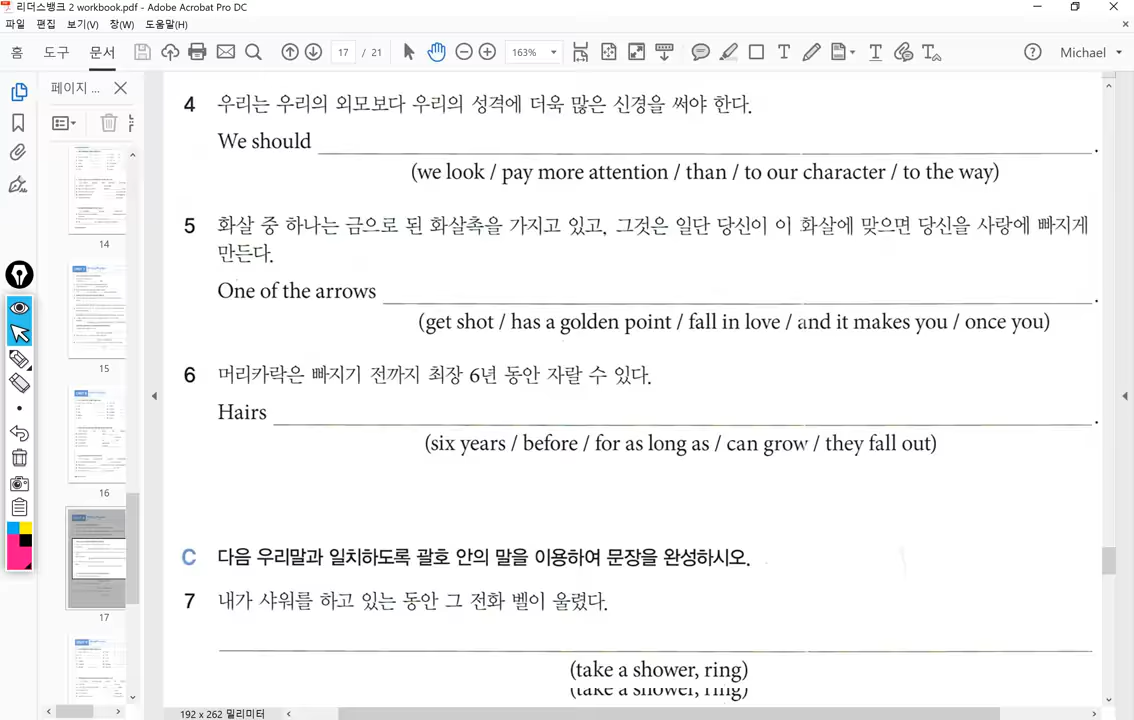 리더스뱅크 2 workbook.pdf - Adobe Acrobat Pro DC
파일 편집 보기(V) 창(W) 도움말(H)
홈 도구 문서 17 / 21 163% Michael
페이지 ...
4 우리는 우리의 외모보다 우리의 성격에 더욱 많은 신경을 써야 한다.
We should .
(we look / pay more attention / than / to our character / to the way)
5 화살 중 하나는 금으로 된 화살촉을 가지고 있고, 그것은 일단 당신이 이 화살에 맞으면 당신을 사랑에 빠지게
만든다.
One of the arrows .
(get shot / has a golden point / fall in love / and it makes you / once you)
6 머리카락은 빠지기 전까지 최장 6년 동안 자랄 수 있다.
Hairs .
(six years / before / for as long as / can grow / they fall out)
C 다음 우리말과 일치하도록 괄호 안의 말을 이용하여 문장을 완성하시오.
7 내가 샤워를 하고 있는 동안 그 전화 벨이 울렸다.
(take a shower, ring)
(take a shower, ring)
14
15
16
17
192 x 262 밀리미터